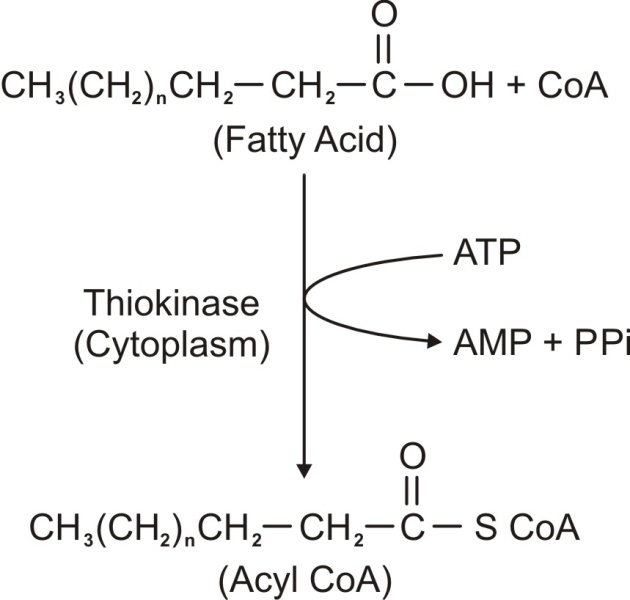 O
||
CH₃(CH₂)ₙCH₂—CH₂—C—OH + CoA
(Fatty Acid)
ATP
Thiokinase
(Cytoplasm)
AMP + PPi
O
||
CH₃(CH₂)ₙCH₂—CH₂—C—S CoA
(Acyl CoA)